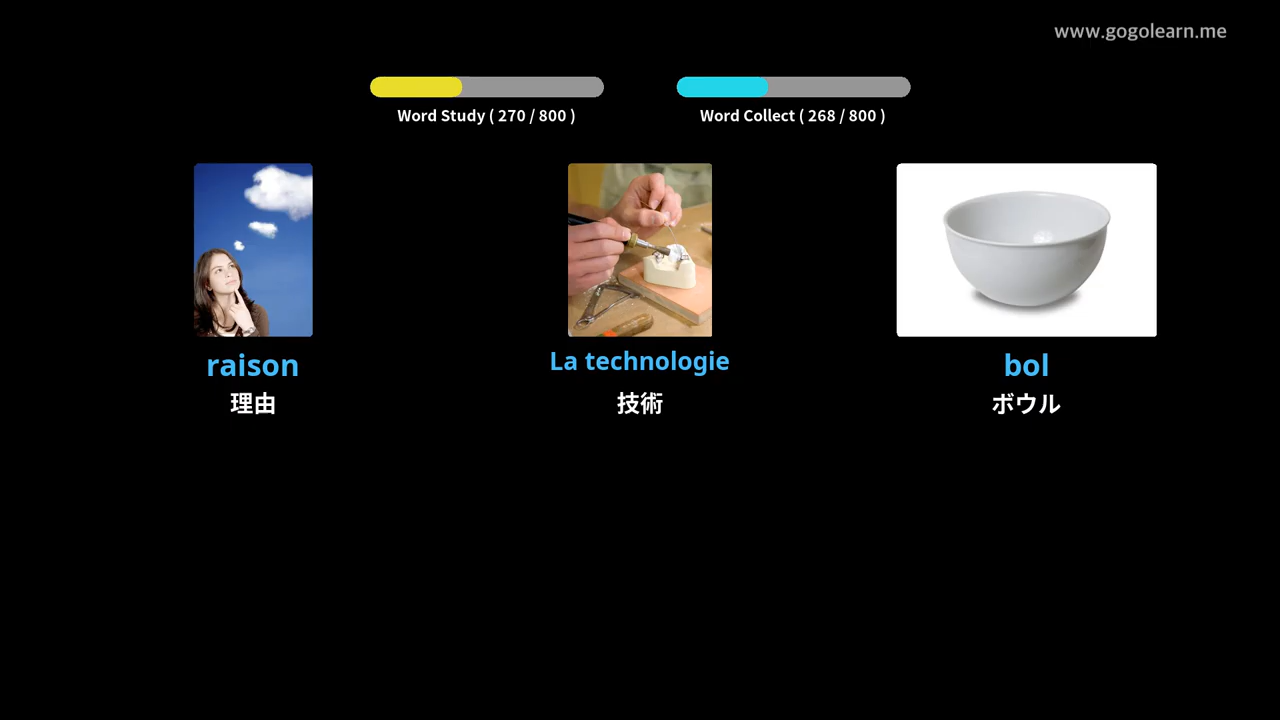 www.gogolearn.me
Word Study ( 270 / 800 )
Word Collect ( 268 / 800 )
raison
La technologie
bol
理由
技術
ボウル